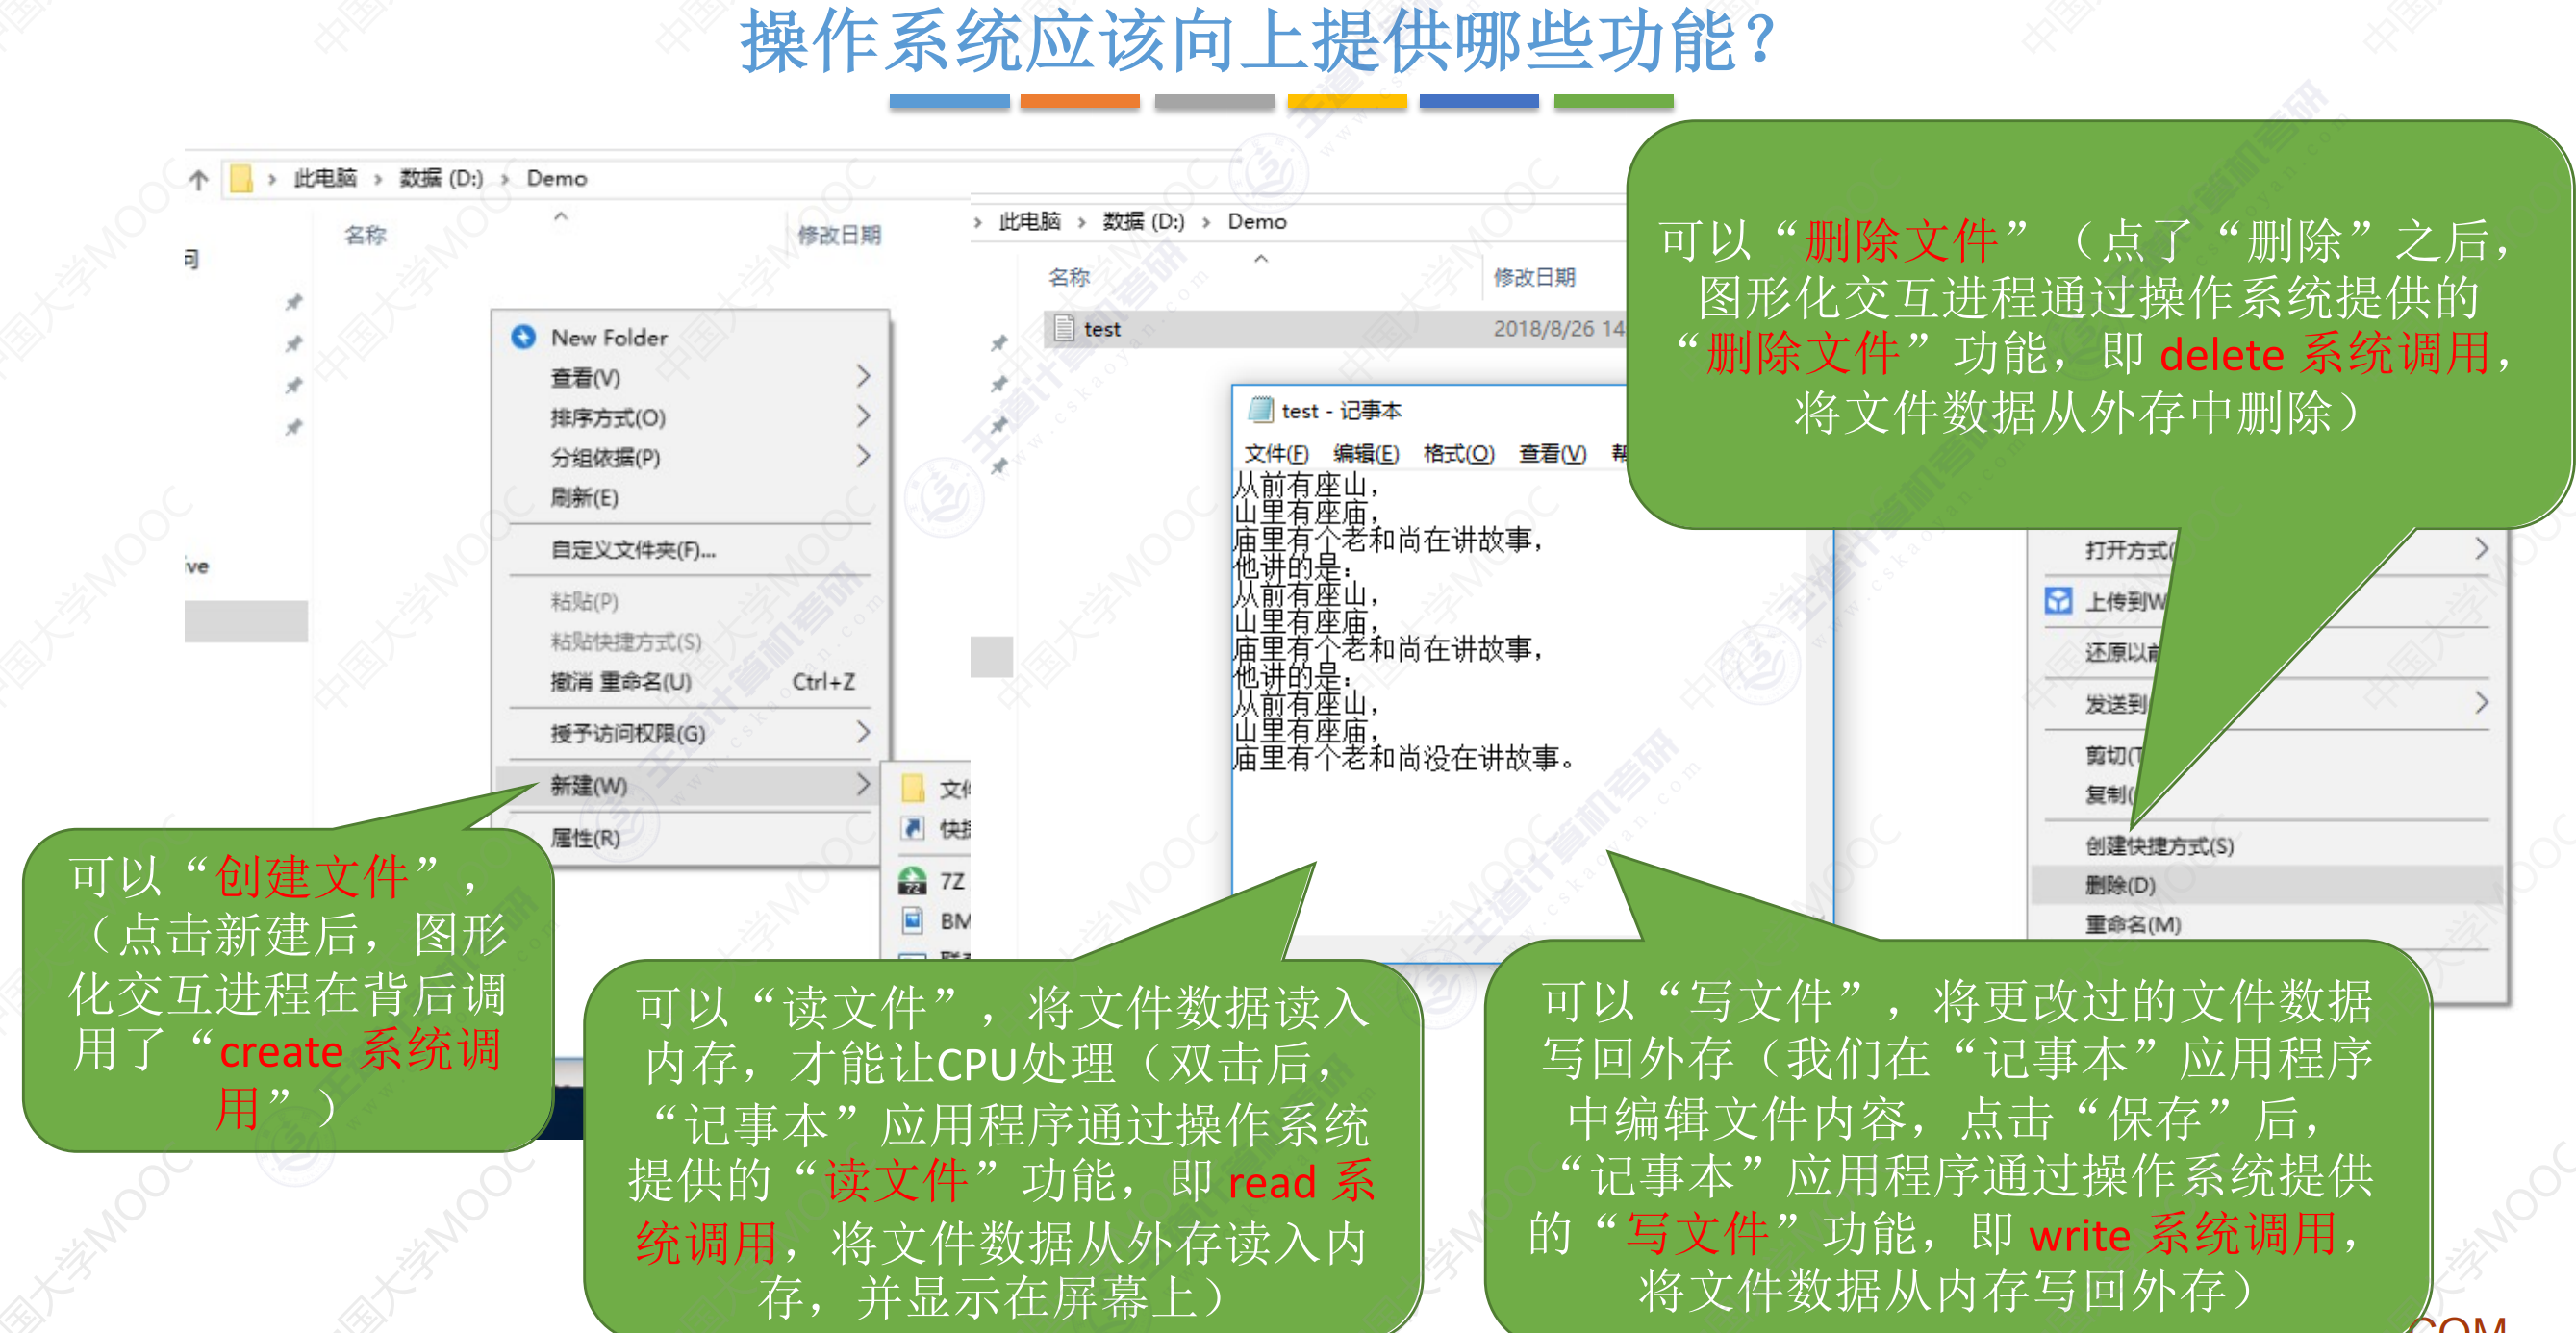 操作系统应该向上提供哪些功能？
此电脑 › 数据 (D:) › Demo
名称
修改日期
问
ive
New Folder
查看(V)
排序方式(O)
分组依据(P)
刷新(E)
自定义文件夹(F)...
粘贴(P)
粘贴快捷方式(S)
撤消 重命名(U) Ctrl+Z
授予访问权限(G)
新建(W)
属性(R)
文件
快捷
7Z
BM
› 此电脑 › 数据 (D:) › Demo
名称
修改日期
test
2018/8/26 14
test - 记事本
文件(F) 编辑(E) 格式(O) 查看(V) 帮
从前有座山，
山里有座庙，
庙里有个老和尚在讲故事，
他讲的是：
从前有座山，
山里有座庙，
庙里有个老和尚在讲故事，
他讲的是：
从前有座山，
山里有座庙，
庙里有个老和尚没在讲故事。
打开方式(
上传到W
还原以前
发送到
剪切(T
复制(
创建快捷方式(S)
删除(D)
重命名(M)
可以“删除文件”（点了“删除”之后，
图形化交互进程通过操作系统提供的
“删除文件”功能，即 delete 系统调用，
将文件数据从外存中删除）
可以“创建文件”，
（点击新建后，图形
化交互进程在背后调
用了“create 系统调
用”）
可以“读文件”，将文件数据读入
内存，才能让CPU处理（双击后，
“记事本”应用程序通过操作系统
提供的“读文件”功能，即 read 系
统调用，将文件数据从外存读入内
存，并显示在屏幕上）
可以“写文件”，将更改过的文件数据
写回外存（我们在“记事本”应用程序
中编辑文件内容，点击“保存”后，
“记事本”应用程序通过操作系统提供
的“写文件”功能，即 write 系统调用，
将文件数据从内存写回外存）
王道计算机考研
www.cskaoyan.com
中国大学MOOC